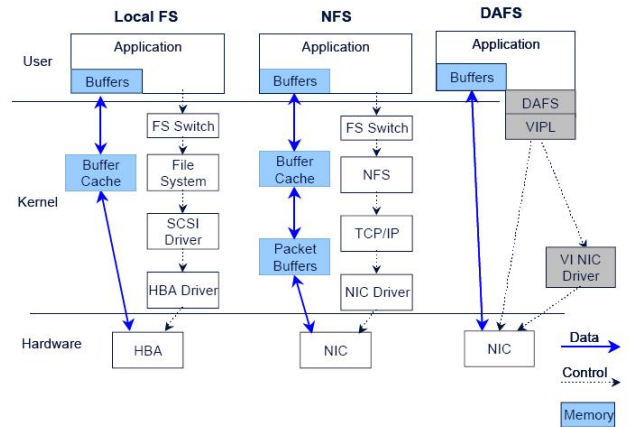 Local FS
NFS
DAFS
User
Application
Application
Application
Buffers
Buffers
Buffers
DAFS
VIPL
FS Switch
FS Switch
Kernel
Buffer
Cache
File
System
Buffer
Cache
NFS
SCSI
Driver
Packet
Buffers
TCP/IP
VI NIC
Driver
HBA Driver
NIC Driver
Hardware
HBA
NIC
NIC
Data
Control
Memory